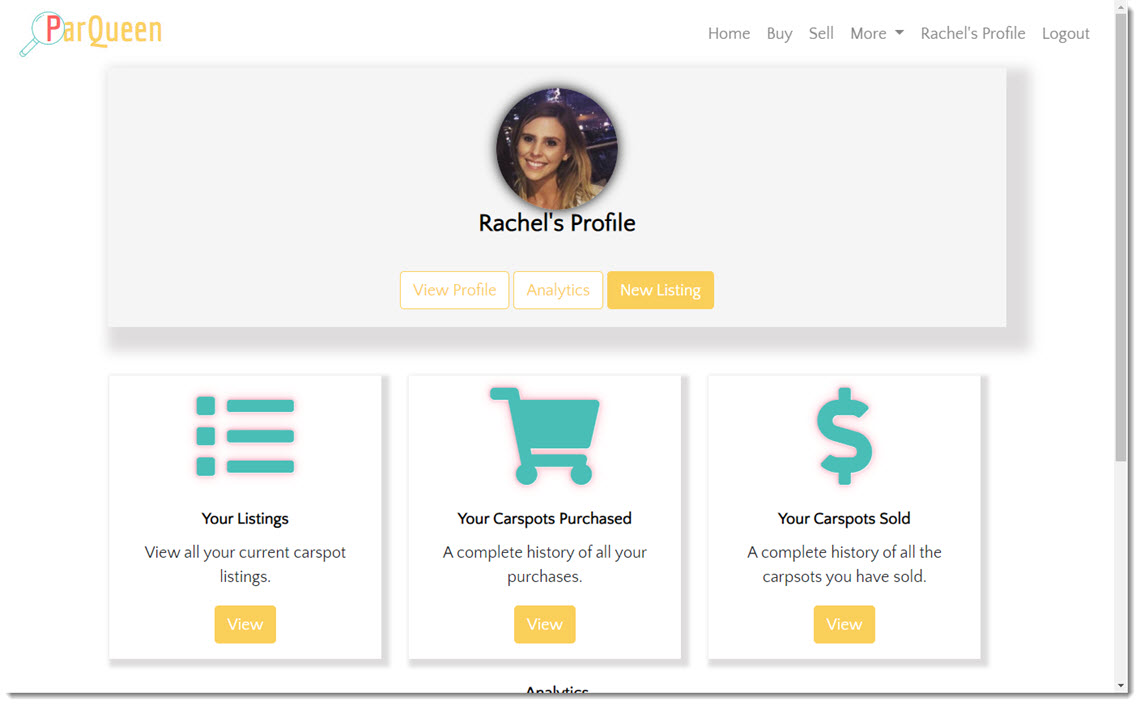 ParQueen
Home Buy Sell More Rachel's Profile Logout
Rachel's Profile
View Profile Analytics New Listing
Your Listings
View all your current carspot
listings.
View
Your Carspots Purchased
A complete history of all your
purchases.
View
Your Carspots Sold
A complete history of all the
carpsots you have sold.
View
Analytics